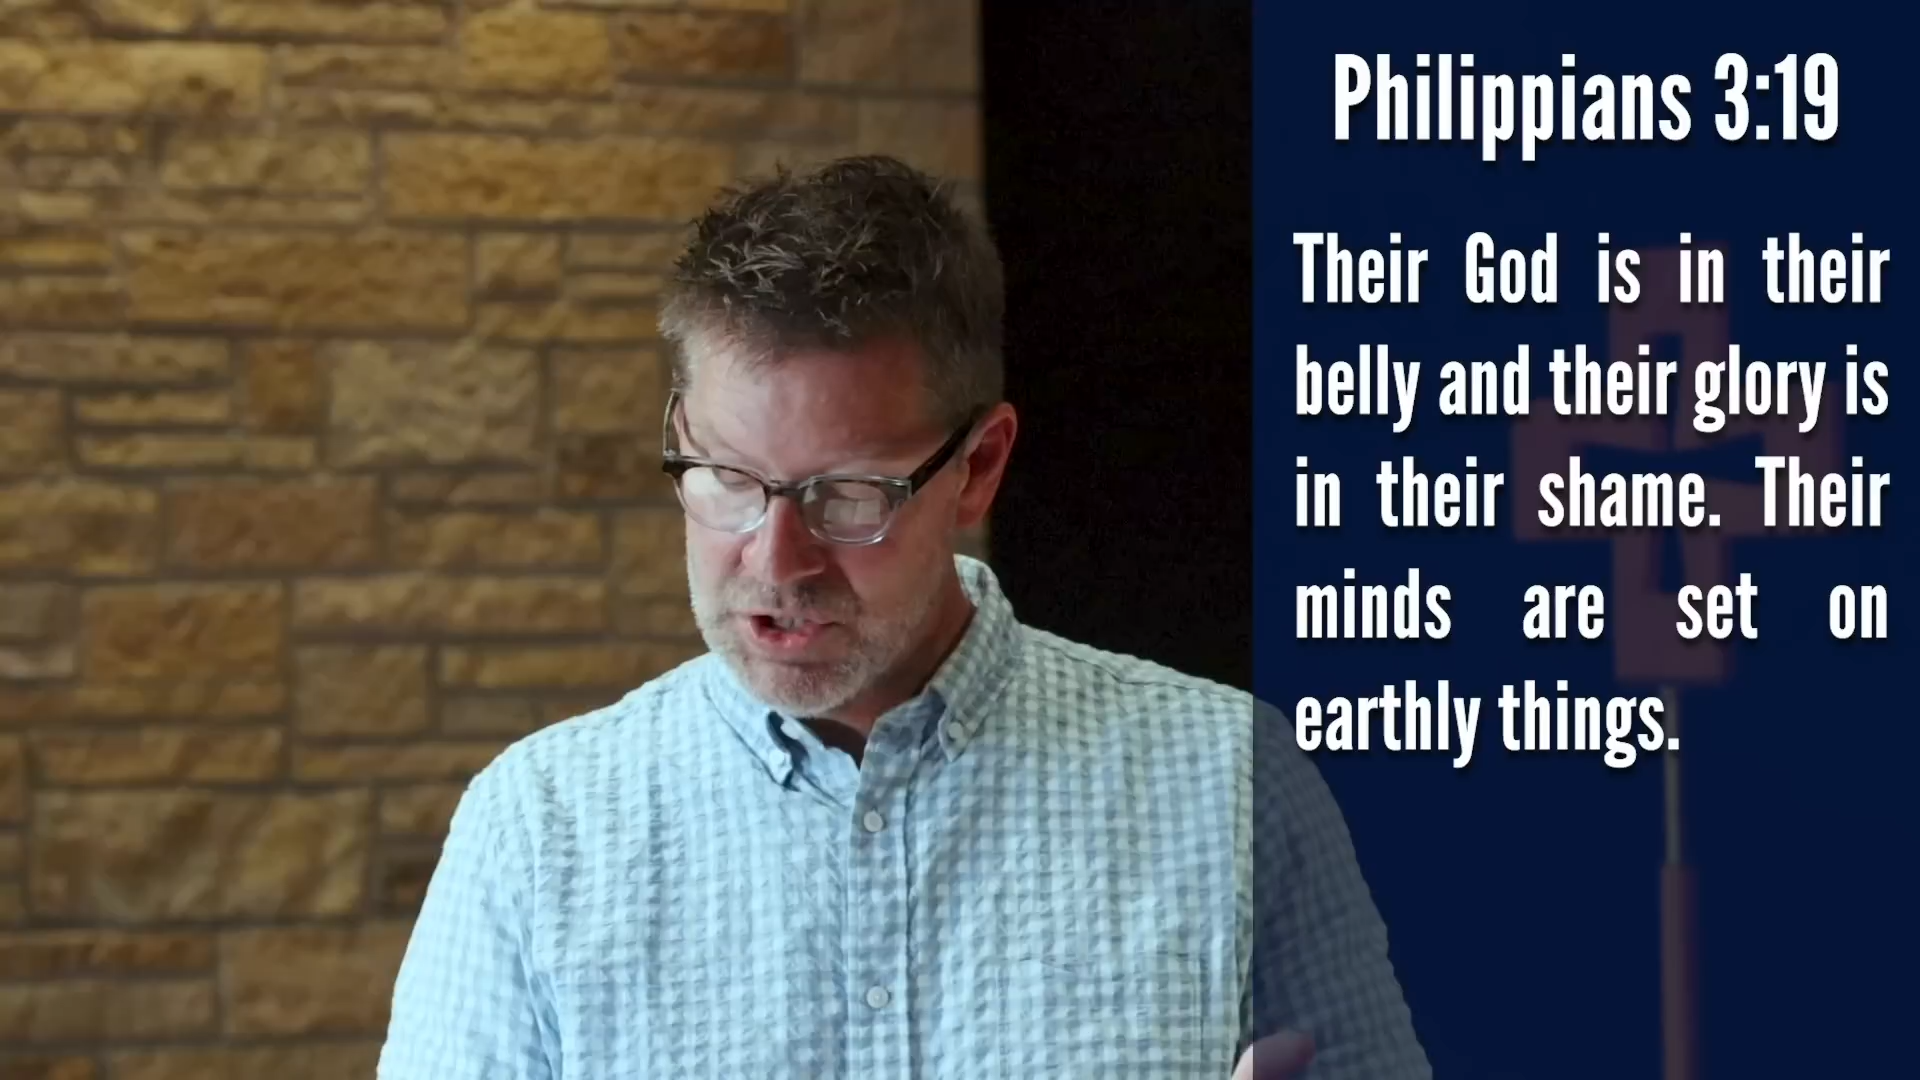 Philippians 3:19
Their God is in their
belly and their glory is
in their shame. Their
minds are set on
earthly things.